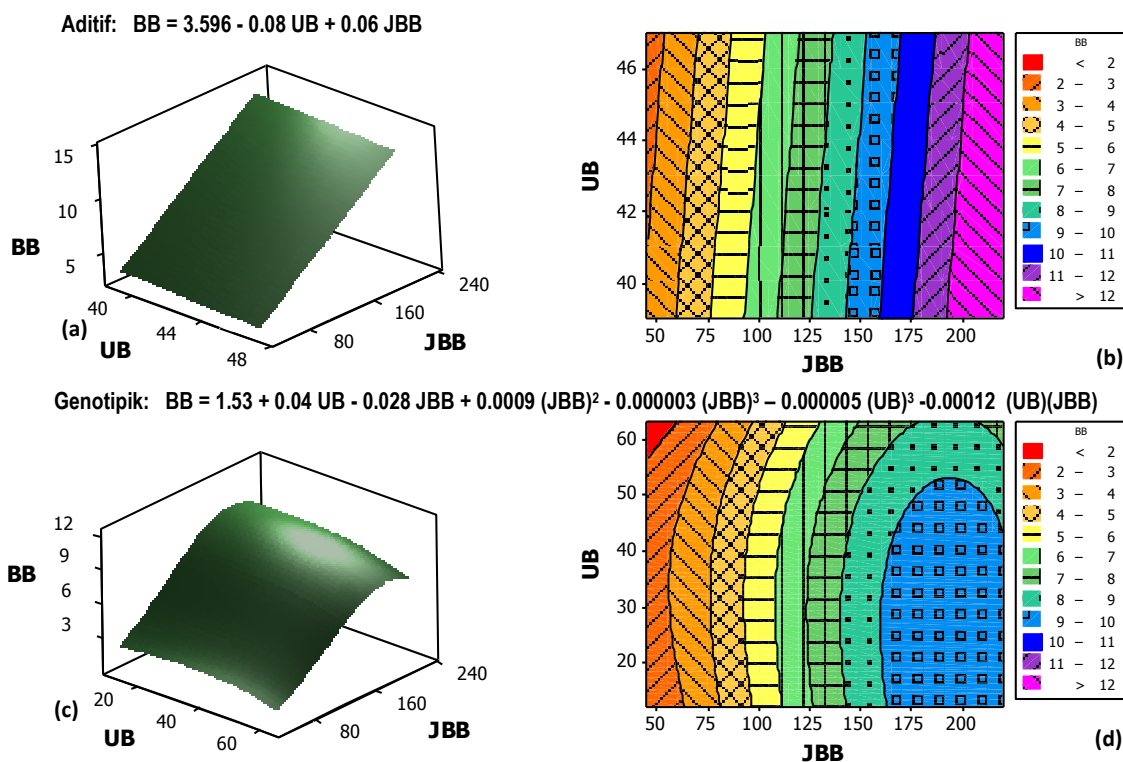 Aditif: BB = 3.596 - 0.08 UB + 0.06 JBB
15
10
5
BB
40
44
48
UB
80
160
240
JBB
(a)
46
44
42
40
UB
50 75 100 125 150 175 200
JBB
(b)
BB
< 2
2 – 3
3 – 4
4 – 5
5 – 6
6 – 7
7 – 8
8 – 9
9 – 10
10 – 11
11 – 12
> 12
Genotipik: BB = 1.53 + 0.04 UB - 0.028 JBB + 0.0009 (JBB)² - 0.000003 (JBB)³ – 0.000005 (UB)³ -0.00012 (UB)(JBB)
12
9
6
3
BB
20
40
60
UB
80
160
240
JBB
(c)
60
50
40
30
20
UB
50 75 100 125 150 175 200
JBB
(d)
BB
< 2
2 – 3
3 – 4
4 – 5
5 – 6
6 – 7
7 – 8
8 – 9
9 – 10
10 – 11
11 – 12
> 12